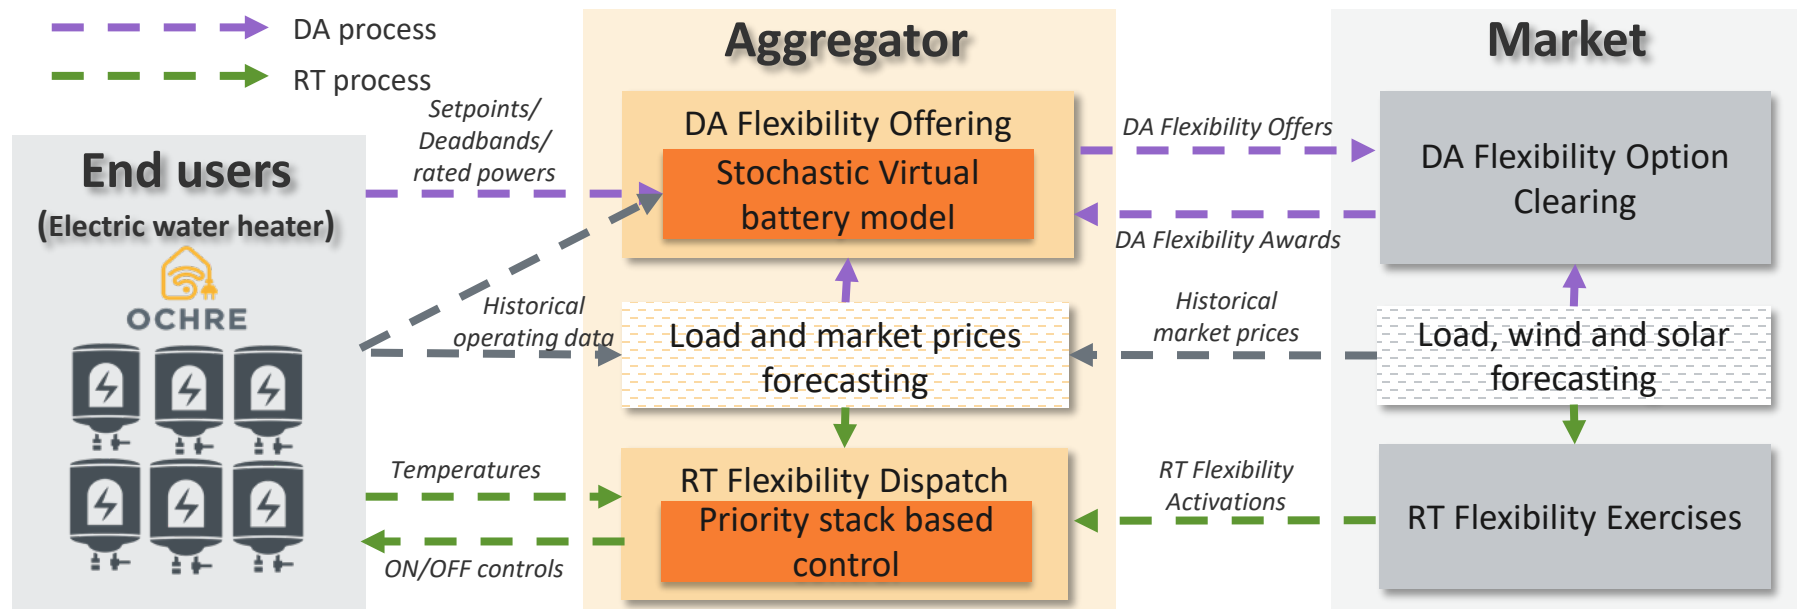 DA process
RT process
End users
(Electric water heater)
OCHRE
Setpoints/
Deadbands/
rated powers
Historical
operating data
Temperatures
ON/OFF controls
Aggregator
DA Flexibility Offering
Stochastic Virtual
battery model
Load and market prices
forecasting
RT Flexibility Dispatch
Priority stack based
control
DA Flexibility Offers
DA Flexibility Awards
Historical
market prices
RT Flexibility
Activations
Market
DA Flexibility Option
Clearing
Load, wind and solar
forecasting
RT Flexibility Exercises